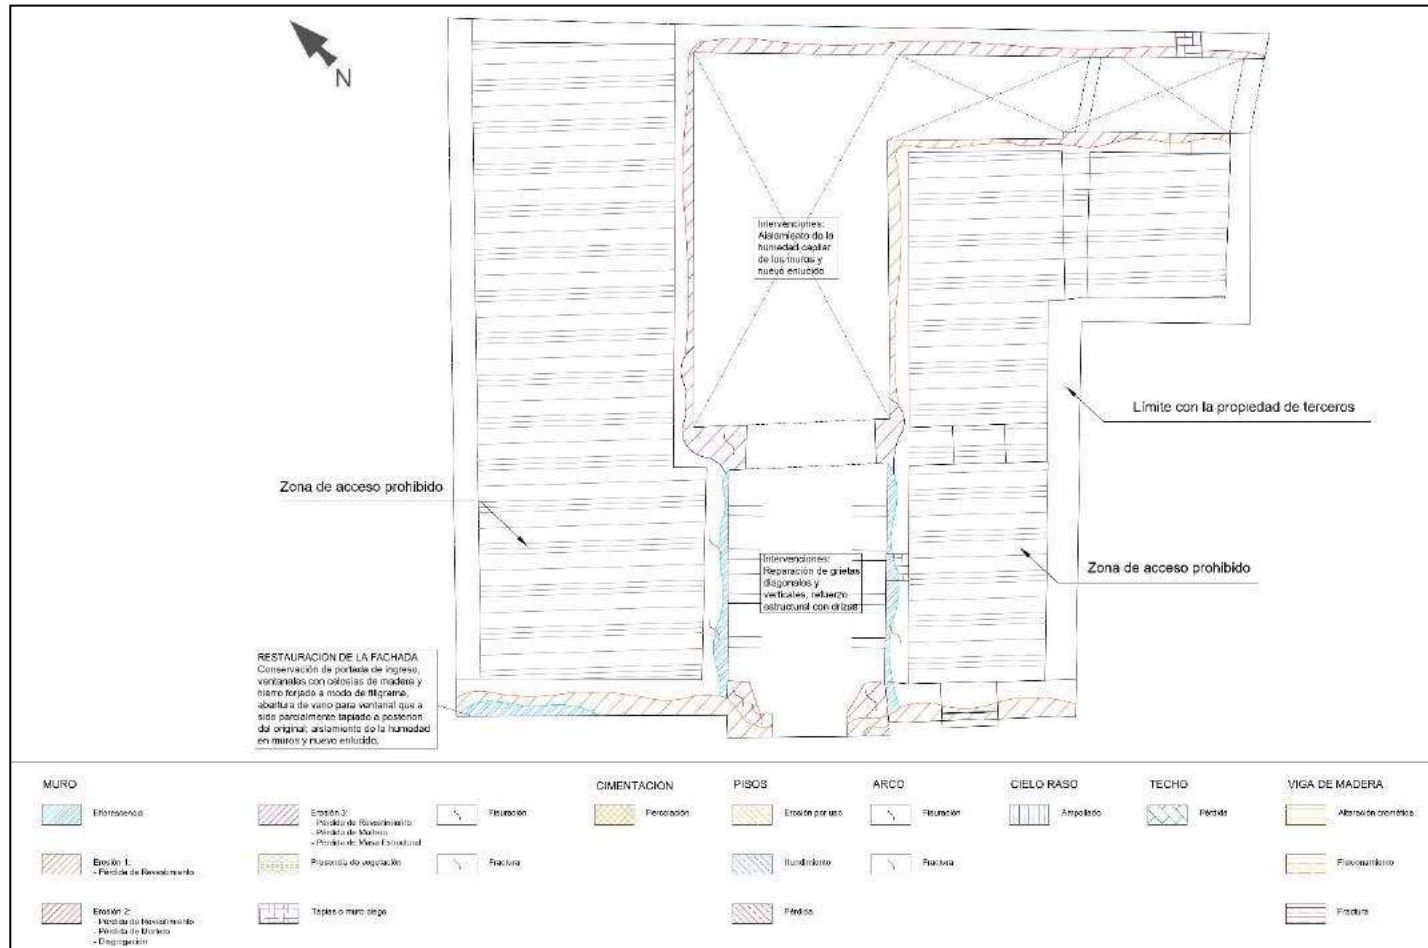 N
Intervenciones:
Aislamiento de la
humedad capilar
de los muros y
nuevo enlucido
Límite con la propiedad de terceros
Zona de acceso prohibido
Intervenciones:
Reparación de grietas
diagonales y
verticales, refuerzo
estructural con drizas
Zona de acceso prohibido
RESTAURACIÓN DE LA FACHADA
Conservación de portada de ingreso,
ventanales con celosías de madera y
hierro forjado a modo de filigrama,
abertura de vano para ventanal que a
sido parcialmente tapiado a posteriori
del original; aislamiento de la humedad
en muros y nuevo enlucido.
MURO
Eflorescencia
Erosión 1:
- Pérdida de Revestimiento
Erosión 2:
- Pérdida de Revestimiento
- Pérdida de Mortero
- Disgregación
Erosión 3:
- Pérdida de Revestimiento
- Pérdida de Mortero
- Pérdida de Masa Estructural
Presencia de vegetación
Tapias o muro ciego
Fisuración
Fractura
CIMENTACIÓN
Percolación
PISOS
Erosión por uso
Hundimiento
Pérdida
ARCO
Fisuración
Fractura
CIELO RASO
Ampollado
TECHO
Pérdida
VIGA DE MADERA
Alteración cromática
Flexionamiento
Fractura